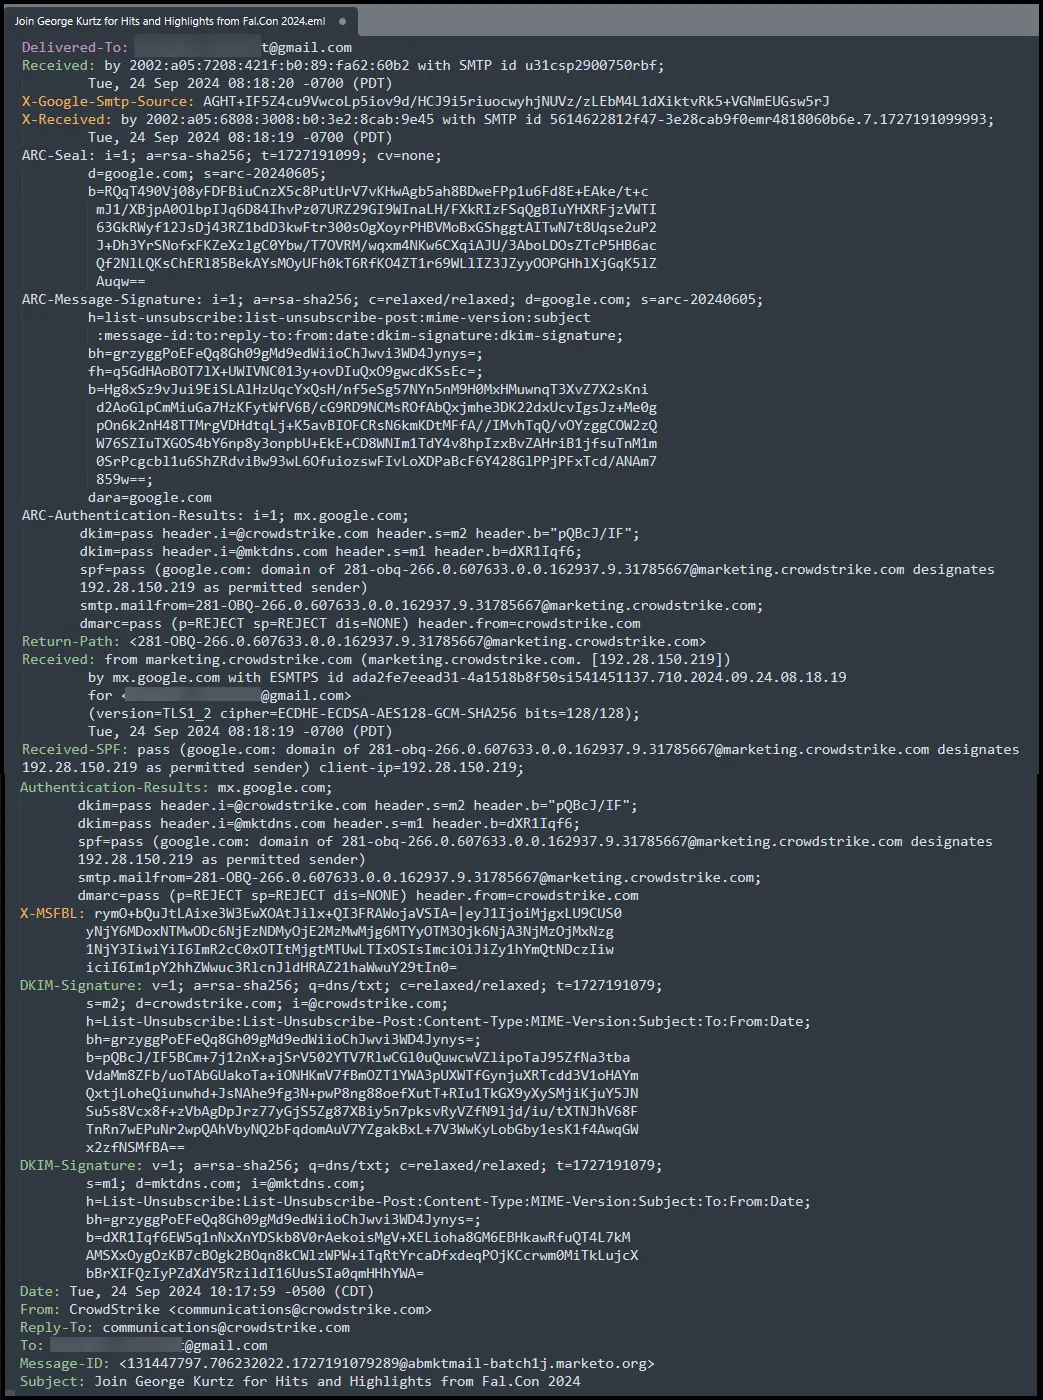 Join George Kurtz for Hits and Highlights from Fal.Con 2024.eml
Delivered-To: t@gmail.com
Received: by 2002:a05:7208:421f:b0:89:fa62:60b2 with SMTP id u31csp2900750rbf;
Tue, 24 Sep 2024 08:18:20 -0700 (PDT)
X-Google-Smtp-Source: AGHT+IF5Z4cu9VwcoLp5iov9d/HCJ9i5riuocwyhjNUVz/zLEbM4L1dXiktvRk5+VGNmEUGsw5rJ
X-Received: by 2002:a05:6808:3008:b0:3e2:8cab:9e45 with SMTP id 5614622812f47-3e28cab9f0emr4818060b6e.7.1727191099993;
Tue, 24 Sep 2024 08:18:19 -0700 (PDT)
ARC-Seal: i=1; a=rsa-sha256; t=1727191099; cv=none;
d=google.com; s=arc-20240605;
b=RQqT490Vj08yFDFBiuCnzX5c8PutUrV7vKHwAgb5ah8BDweFPp1u6Fd8E+EAke/t+c
mJ1/XBjpA0OlbpIJq6D84IhvPz07URZ29GI9WInaLH/FXkRIzFSqQgBIuYHXRFjzVWTI
63GkRWyf12JsDj43RZ1bdD3kwFtr300sOgXoyrPHBVMoBxGShggtAITwN7t8Uqse2uP2
J+Dh3YrSNofxFKZeXzlgC0Ybw/T7OVRM/wqxm4NKw6CXqiAJU/3AboLDOsZTcP5HB6ac
Qf2NlLQKsChERl85BekAYsMOyUFh0kT6RfKO4ZT1r69WLlIZ3JZyyOOPGHhlXjGqK5lZ
Auqw==
ARC-Message-Signature: i=1; a=rsa-sha256; c=relaxed/relaxed; d=google.com; s=arc-20240605;
h=list-unsubscribe:list-unsubscribe-post:mime-version:subject
:message-id:to:reply-to:from:date:dkim-signature:dkim-signature;
bh=grzyggPoEFeQq8Gh09gMd9edWiioChJwvi3WD4Jynys=;
fh=q5GdHAoBOT7lX+UWIVNC013y+ovDIuQxO9gwcdKSsEc=;
b=Hg8xSz9vJui9EiSLAlHzUqcYxQsH/nf5eSg57NYn5nM9H0MxHMuwnqT3XvZ7X2sKni
d2AoGlpCmMiuGa7HzKFytWfV6B/cG9RD9NCMsROfAbQxjmhe3DK22dxUcvIgsJz+Me0g
pOn6k2nH48TTMrgVDHdtqLj+K5avBIOFCRsN6kmKDtMFfA//IMvhTqQ/vOYzggCOW2zQ
W76SZIuTXGOS4bY6np8y3onpbU+EkE+CD8WNIm1TdY4v8hpIzxBvZAHriB1jfsuTnM1m
0SrPcgcbl1u6ShZRdviBw93wL6OfuiozswFIvLoXDPaBcF6Y428GlPPjPFxTcd/ANAm7
859w==;
dara=google.com
ARC-Authentication-Results: i=1; mx.google.com;
dkim=pass header.i=@crowdstrike.com header.s=m2 header.b="pQBcJ/IF";
dkim=pass header.i=@mktdns.com header.s=m1 header.b=dXR1Iqf6;
spf=pass (google.com: domain of 281-obq-266.0.607633.0.0.162937.9.31785667@marketing.crowdstrike.com designates
192.28.150.219 as permitted sender)
smtp.mailfrom=281-OBQ-266.0.607633.0.0.162937.9.31785667@marketing.crowdstrike.com;
dmarc=pass (p=REJECT sp=REJECT dis=NONE) header.from=crowdstrike.com
Return-Path: <281-OBQ-266.0.607633.0.0.162937.9.31785667@marketing.crowdstrike.com>
Received: from marketing.crowdstrike.com (marketing.crowdstrike.com. [192.28.150.219])
by mx.google.com with ESMTPS id ada2fe7eead31-4a1518b8f50si541451137.710.2024.09.24.08.18.19
for < @gmail.com>
(version=TLS1_2 cipher=ECDHE-ECDSA-AES128-GCM-SHA256 bits=128/128);
Tue, 24 Sep 2024 08:18:19 -0700 (PDT)
Received-SPF: pass (google.com: domain of 281-obq-266.0.607633.0.0.162937.9.31785667@marketing.crowdstrike.com designates
192.28.150.219 as permitted sender) client-ip=192.28.150.219;
Authentication-Results: mx.google.com;
dkim=pass header.i=@crowdstrike.com header.s=m2 header.b="pQBcJ/IF";
dkim=pass header.i=@mktdns.com header.s=m1 header.b=dXR1Iqf6;
spf=pass (google.com: domain of 281-obq-266.0.607633.0.0.162937.9.31785667@marketing.crowdstrike.com designates
192.28.150.219 as permitted sender)
smtp.mailfrom=281-OBQ-266.0.607633.0.0.162937.9.31785667@marketing.crowdstrike.com;
dmarc=pass (p=REJECT sp=REJECT dis=NONE) header.from=crowdstrike.com
X-MSFBL: rymO+bQuJtLAixe3W3EwXOAtJilx+QI3FRAWojaVSIA=|eyJ1IjoiMjgxLU9CUS0
yNjY6MDoxNTMwODc6NjEzNDMyOjE2MzMwMjg6MTYyOTM3Ojk6NjA3NjMzOjMxNzg
1NjY3IiwiYiI6ImR2cC0xOTItMjgtMTUwLTIxOSIsImciOiJiZy1hYmQtNDczIiw
iciI6Im1pY2hhZWwuc3RlcnJldHRAZ21haWwuY29tIn0=
DKIM-Signature: v=1; a=rsa-sha256; q=dns/txt; c=relaxed/relaxed; t=1727191079;
s=m2; d=crowdstrike.com; i=@crowdstrike.com;
h=List-Unsubscribe:List-Unsubscribe-Post:Content-Type:MIME-Version:Subject:To:From:Date;
bh=grzyggPoEFeQq8Gh09gMd9edWiioChJwvi3WD4Jynys=;
b=pQBcJ/IF5BCm+7j12nX+ajSrV502YTV7RlwCGl0uQuwcwVZlipoTaJ95ZfNa3tba
VdaMm8ZFb/uoTAbGUakoTa+iONHKmV7fBmOZT1YWA3pUXWTfGynjuXRTcdd3V1oHAYm
QxtjLoheQiunwhd+JsNAhe9fg3N+pwP8ng88oefXutT+RIu1TkGX9yXySMjiKjuY5JN
Su5s8Vcx8f+zVbAgDpJrz77yGjS5Zg87XBiy5n7pksvRyVZfN9ljd/iu/tXTNJhV68F
TnRn7wEPuNr2wpQAhVbyNQ2bFqdomAuV7YZgakBxL+7V3WwKyLobGby1esK1f4AwqGW
x2zfNSMfBA==
DKIM-Signature: v=1; a=rsa-sha256; q=dns/txt; c=relaxed/relaxed; t=1727191079;
s=m1; d=mktdns.com; i=@mktdns.com;
h=List-Unsubscribe:List-Unsubscribe-Post:Content-Type:MIME-Version:Subject:To:From:Date;
bh=grzyggPoEFeQq8Gh09gMd9edWiioChJwvi3WD4Jynys=;
b=dXR1Iqf6EW5q1nNxXnYDSkb8V0rAekoisMgV+XELioha8GM6EBHkawRfuQT4L7kM
AMSXxOygOzKB7cBOgk2BOqn8kCWlzWPW+iTqRtYrcaDfxdeqPOjKCcrwm0MiTkLujcX
bBrXIFQzIyPZdXdY5RzildI16UusSIa0qmHHhYWA=
Date: Tue, 24 Sep 2024 10:17:59 -0500 (CDT)
From: CrowdStrike <communications@crowdstrike.com>
Reply-To: communications@crowdstrike.com
To: t@gmail.com
Message-ID: <131447797.706232022.1727191079289@abmktmail-batch1j.marketo.org>
Subject: Join George Kurtz for Hits and Highlights from Fal.Con 2024